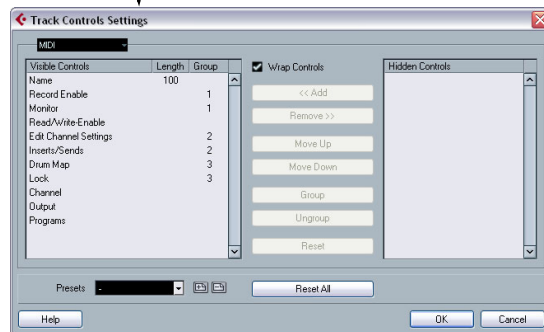 Track Controls Settings
MIDI
Visible Controls Length Group
Name 100
Record Enable 1
Monitor 1
Read/Write-Enable
Edit Channel Settings 2
Inserts/Sends 2
Drum Map 3
Lock 3
Channel
Output
Programs
Wrap Controls
<< Add
Remove >>
Move Up
Move Down
Group
Ungroup
Reset
Hidden Controls
Presets -
Reset All
Help
OK
Cancel